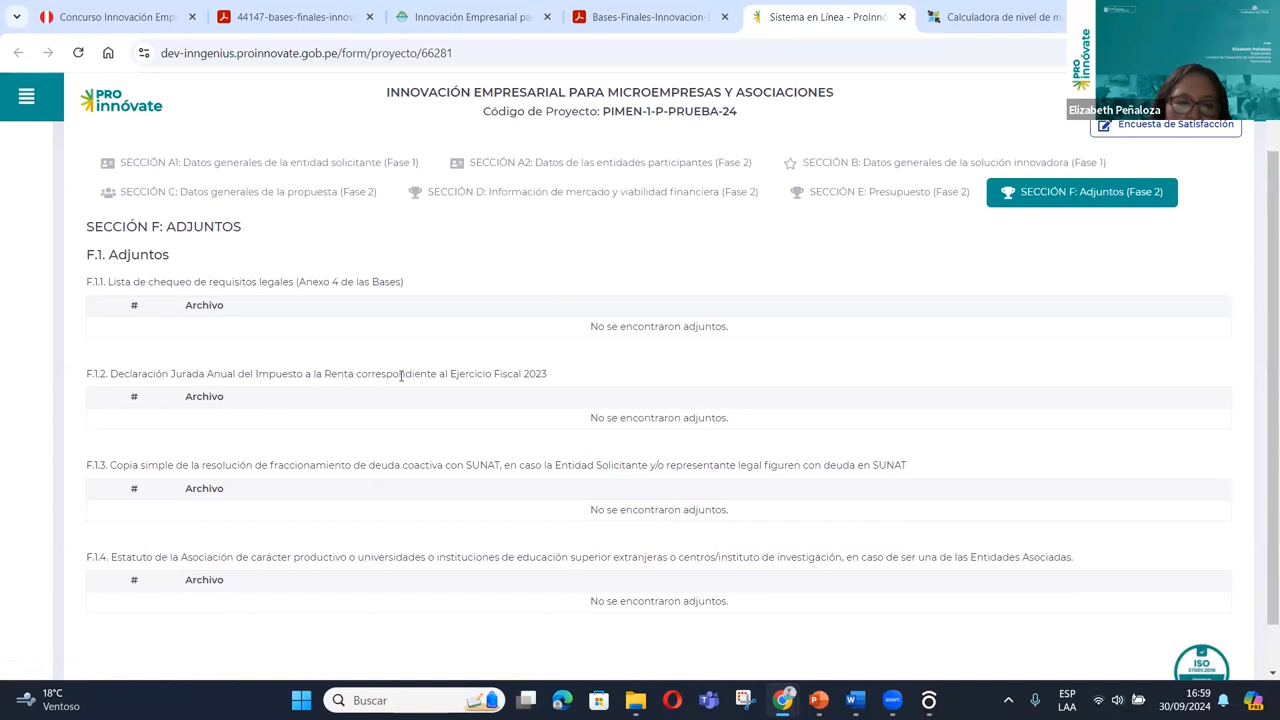 Concurso Innovación Emp
44147-bases-finales-innov
Innovación Empresarial pa
Bases-Finales-Innovacion-
Sistema en Línea - ProInn
Calculadora de nivel de m
dev-inngenius.proinnovate.gob.pe/form/proyecto/66281
PRO
innóvate
INNOVACIÓN EMPRESARIAL PARA MICROEMPRESAS Y ASOCIACIONES
Código de Proyecto: PIMEN-1-P-PRUEBA-24
PRO
innóvate
Elizabeth Peñaloza
Elizabeth Peñaloza
Encuesta de Satisfacción
SECCIÓN A1: Datos generales de la entidad solicitante (Fase 1)
SECCIÓN A2: Datos de las entidades participantes (Fase 2)
SECCIÓN B: Datos generales de la solución innovadora (Fase 1)
SECCIÓN C: Datos generales de la propuesta (Fase 2)
SECCIÓN D: Información de mercado y viabilidad financiera (Fase 2)
SECCIÓN E: Presupuesto (Fase 2)
SECCIÓN F: Adjuntos (Fase 2)
SECCIÓN F: ADJUNTOS
F.1. Adjuntos
F.1.1. Lista de chequeo de requisitos legales (Anexo 4 de las Bases)
# Archivo
No se encontraron adjuntos.
F.1.2. Declaración Jurada Anual del Impuesto a la Renta correspondiente al Ejercicio Fiscal 2023
# Archivo
No se encontraron adjuntos.
F.1.3. Copia simple de la resolución de fraccionamiento de deuda coactiva con SUNAT, en caso la Entidad Solicitante y/o representante legal figuren con deuda en SUNAT
# Archivo
No se encontraron adjuntos.
F.1.4. Estatuto de la Asociación de carácter productivo o universidades o instituciones de educación superior extranjeras o centros/instituto de investigación, en caso de ser una de las Entidades Asociadas.
# Archivo
No se encontraron adjuntos.
ISO
18°C
Ventoso
Buscar
ESP
LAA
16:59
30/09/2024